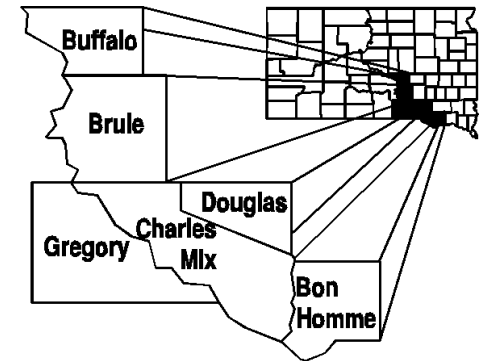 Buffalo
Brule
Douglas
Charles
Mix
Gregory
Bon
Homme